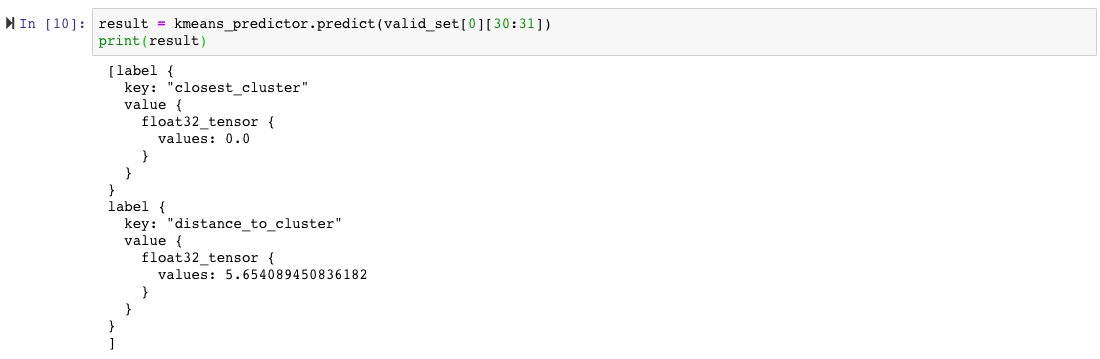 In [10]: result = kmeans_predictor.predict(valid_set[0][30:31])
print(result)
[label {
  key: "closest_cluster"
  value {
    float32_tensor {
      values: 0.0
    }
  }
}
label {
  key: "distance_to_cluster"
  value {
    float32_tensor {
      values: 5.654089450836182
    }
  }
}
]